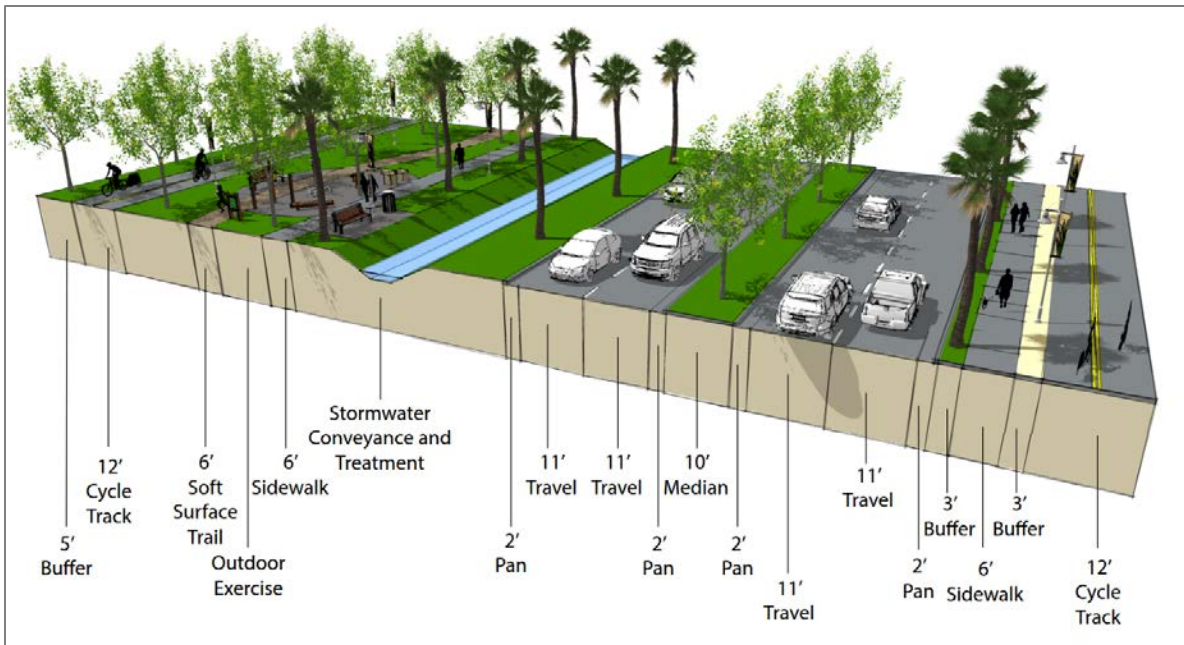 5’
Buffer
12’
Cycle
Track
6’
Soft
Surface
Trail
Outdoor
Exercise
6’
Sidewalk
Stormwater
Conveyance and
Treatment
2’
Pan
11’
Travel
11’
Travel
2’
Pan
10’
Median
2’
Pan
11’
Travel
11’
Travel
2’
Pan
3’
Buffer
6’
Sidewalk
3’
Buffer
12’
Cycle
Track